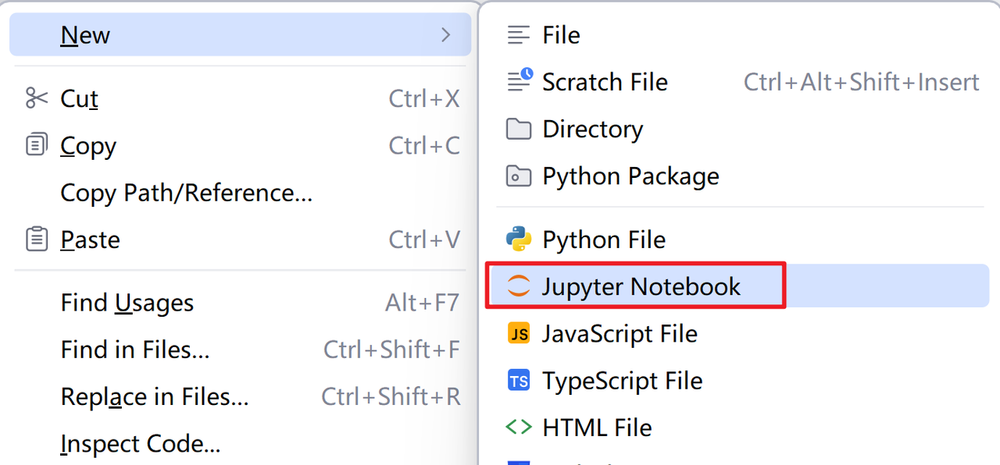 New
Cut Ctrl+X
Copy Ctrl+C
Copy Path/Reference...
Paste Ctrl+V
Find Usages Alt+F7
Find in Files... Ctrl+Shift+F
Replace in Files... Ctrl+Shift+R
Inspect Code...
File
Scratch File Ctrl+Alt+Shift+Insert
Directory
Python Package
Python File
Jupyter Notebook
JS JavaScript File
TS TypeScript File
<> HTML File